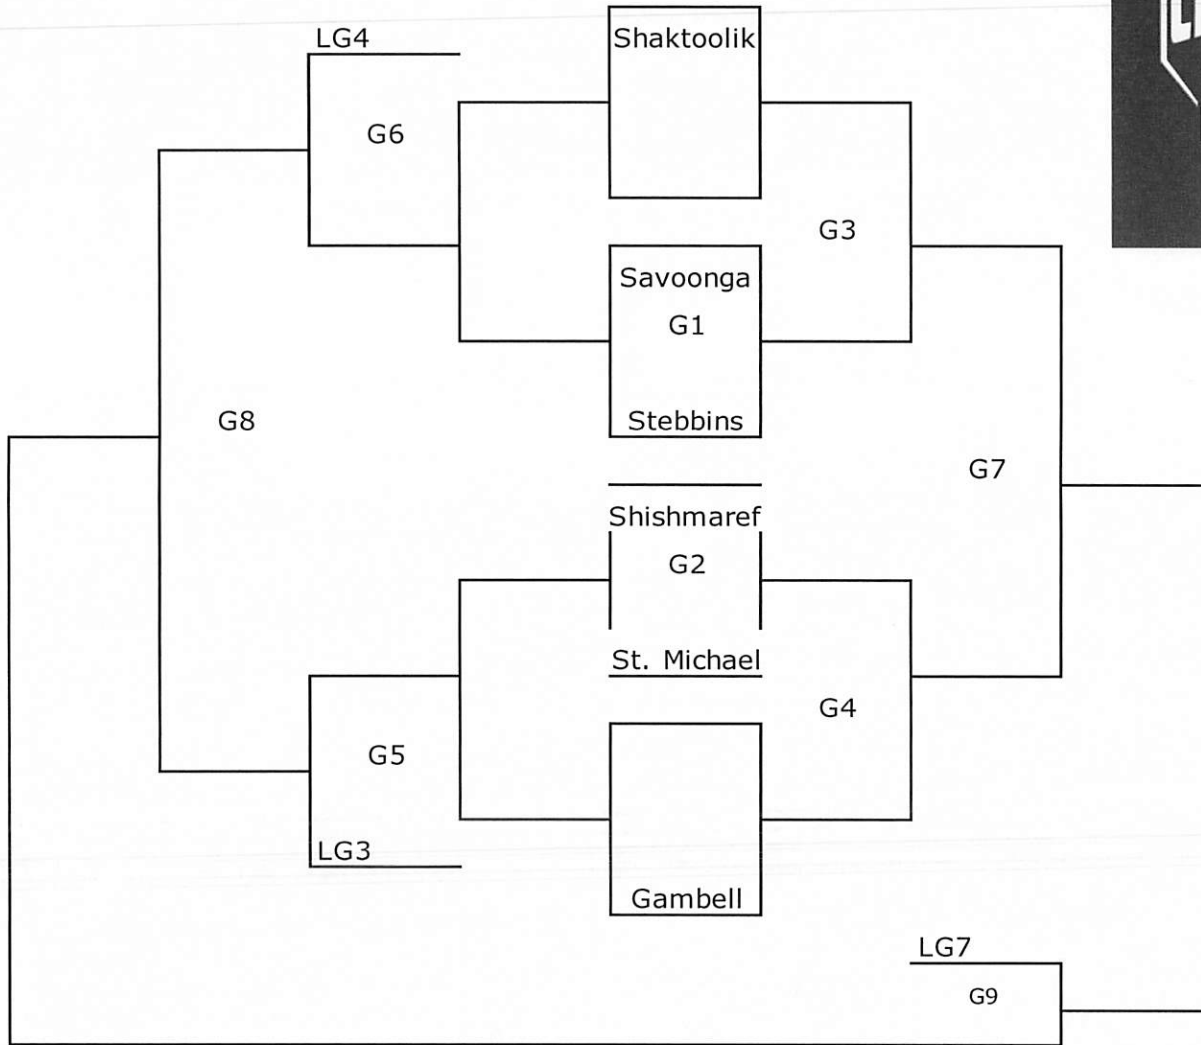 LG4
Shaktoolik
G6
G3
Savoonga
G1
G8
Stebbins
G7
Shishmaref
G2
St. Michael
G4
G5
LG3
Gambell
LG7
G9